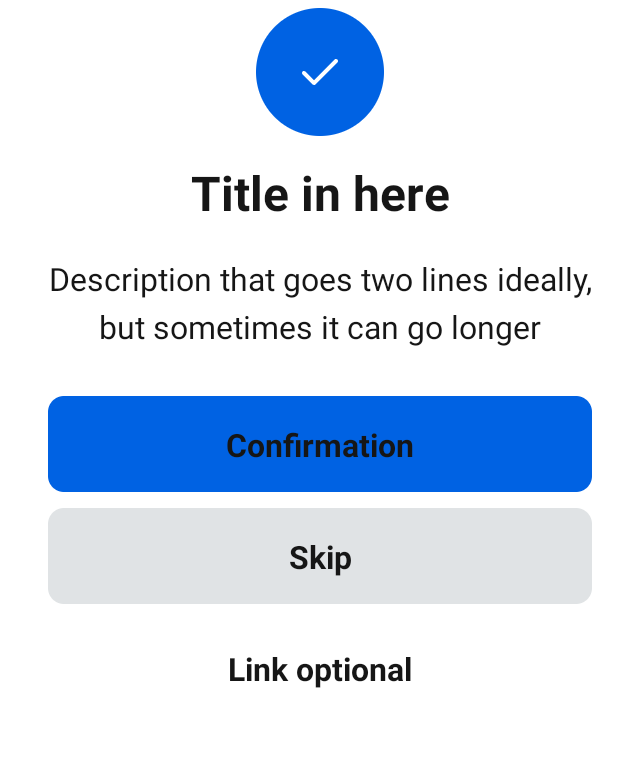 Title in here
Description that goes two lines ideally,
but sometimes it can go longer
Confirmation
Skip
Link optional